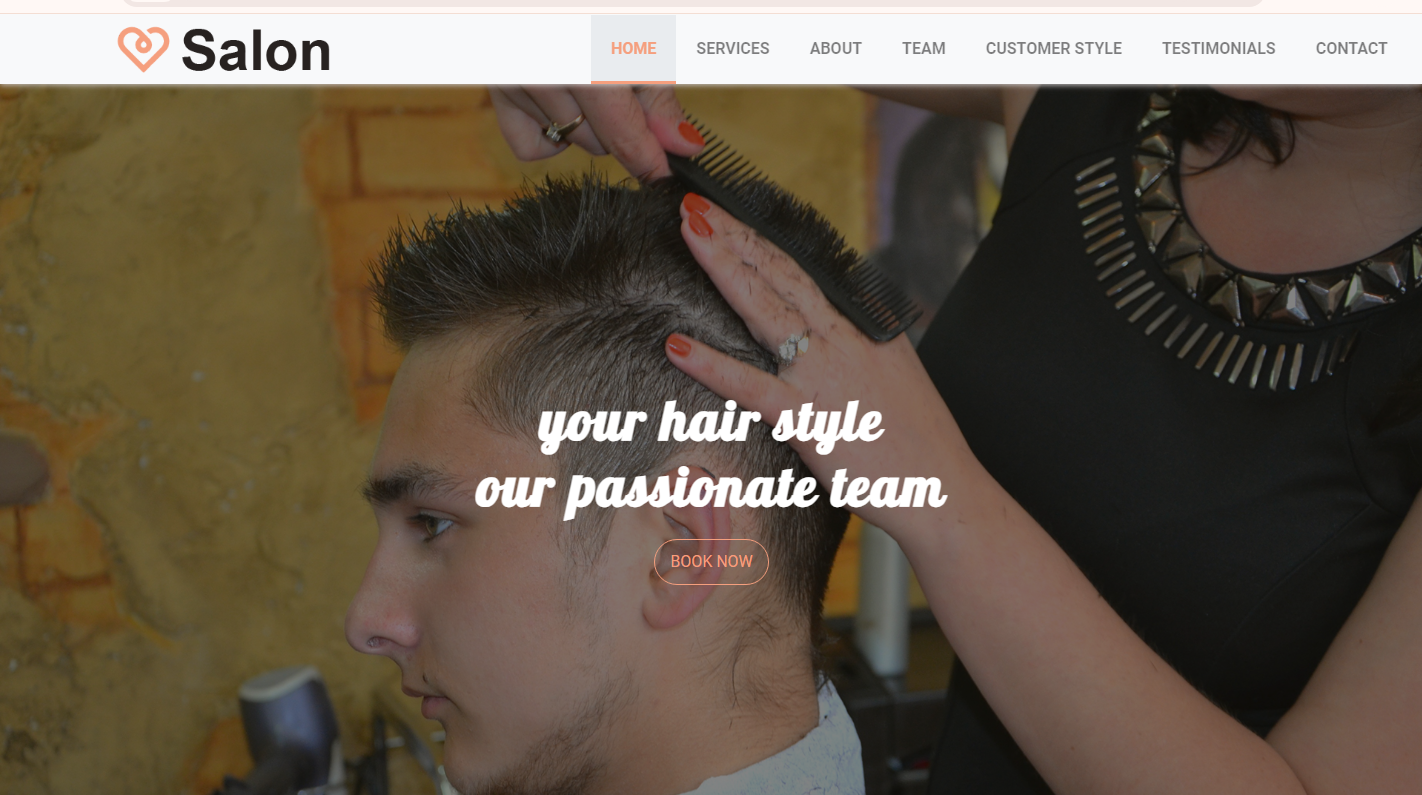 Salon
HOME
SERVICES
ABOUT
TEAM
CUSTOMER STYLE
TESTIMONIALS
CONTACT
your hair style
our passionate team
BOOK NOW